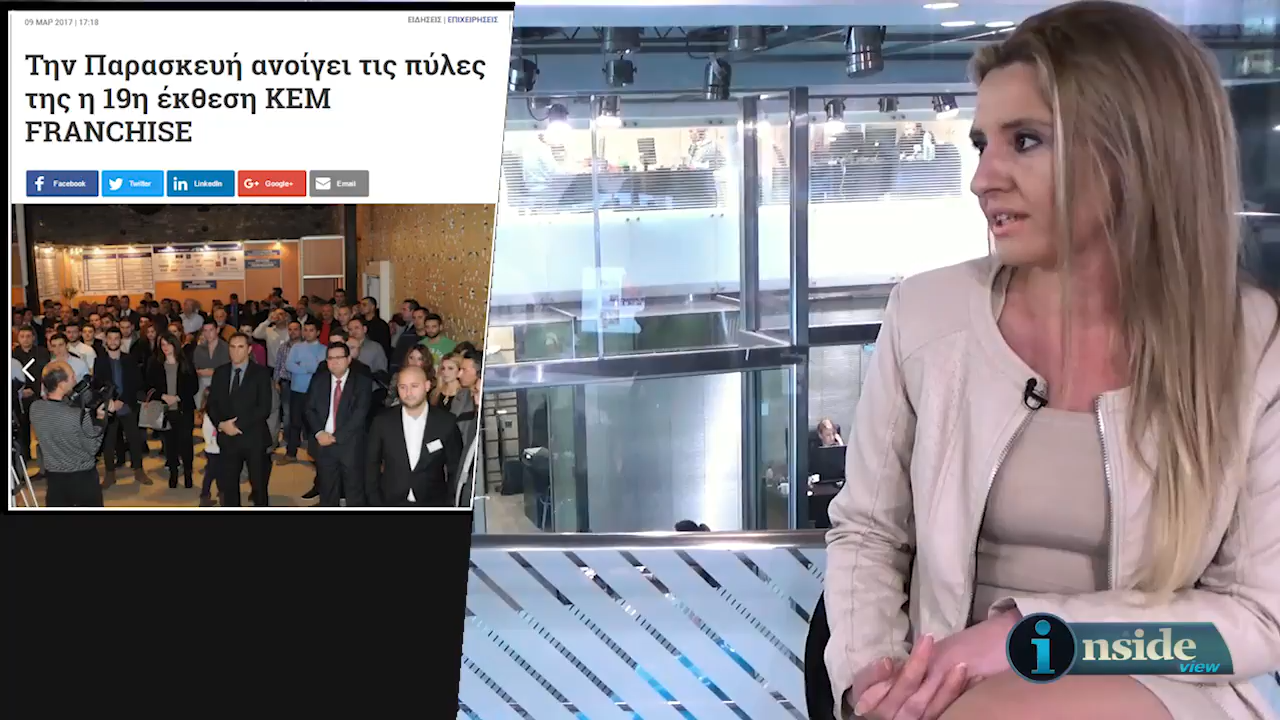 09 ΜΑΡ 2017 | 17:18
ΕΙΔΗΣΕΙΣ | ΕΠΙΧΕΙΡΗΣΕΙΣ
Την Παρασκευή ανοίγει τις πύλες
της η 19η έκθεση ΚΕΜ
FRANCHISE
Facebook
Twitter
LinkedIn
Google+
Email
inside
view